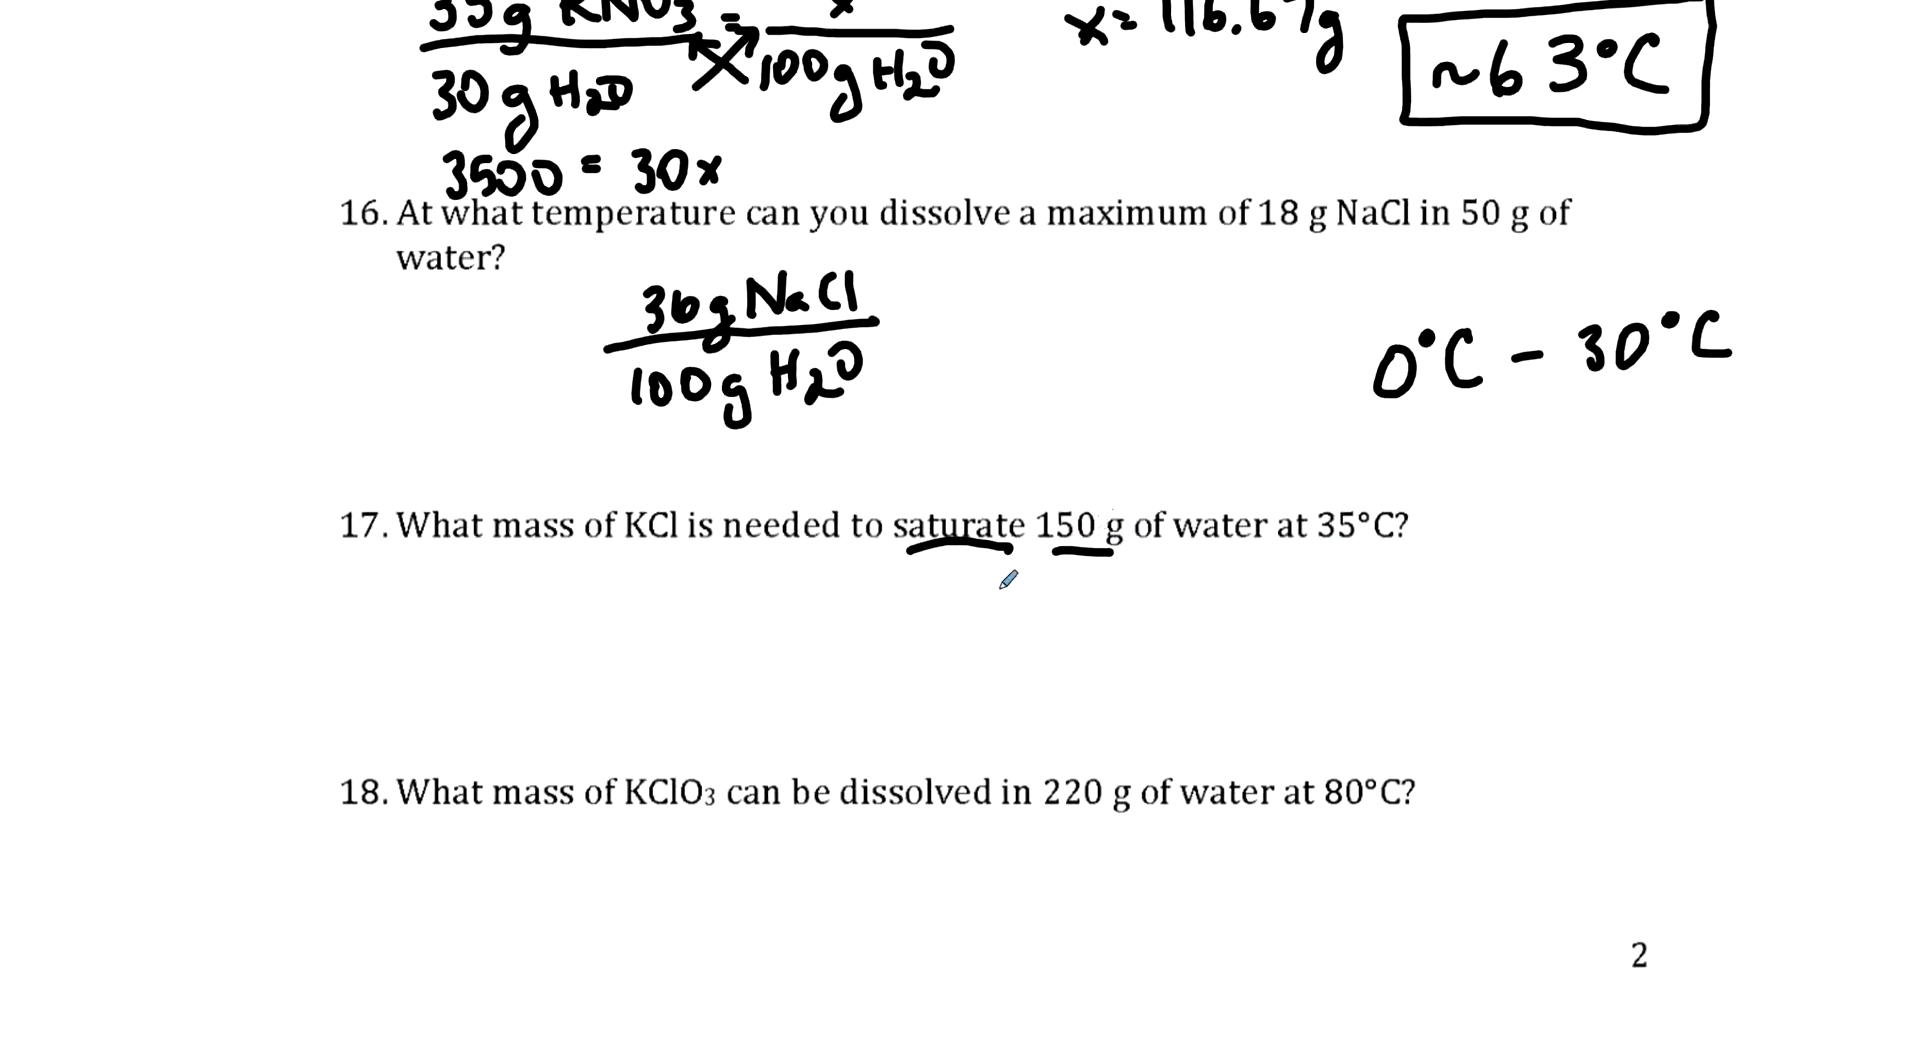 35g KNO3 = x x = 116.67g
30g H2O 100g H2O ~63°C
3500 = 30x
16. At what temperature can you dissolve a maximum of 18 g NaCl in 50 g of
water?
36g NaCl
100g H2O 0°C - 30°C
17. What mass of KCl is needed to saturate 150 g of water at 35°C?
18. What mass of KClO3 can be dissolved in 220 g of water at 80°C?
2